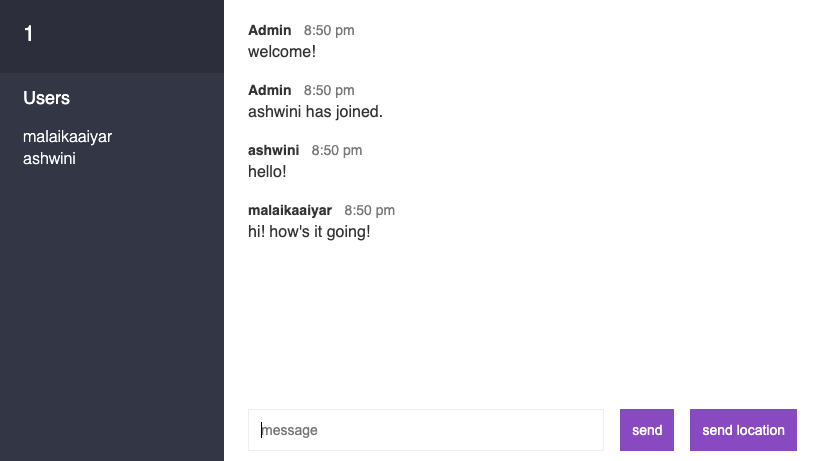 1
Users
malaikaaiyar
ashwini
Admin 8:50 pm
welcome!
Admin 8:50 pm
ashwini has joined.
ashwini 8:50 pm
hello!
malaikaaiyar 8:50 pm
hi! how's it going!
message
send
send location